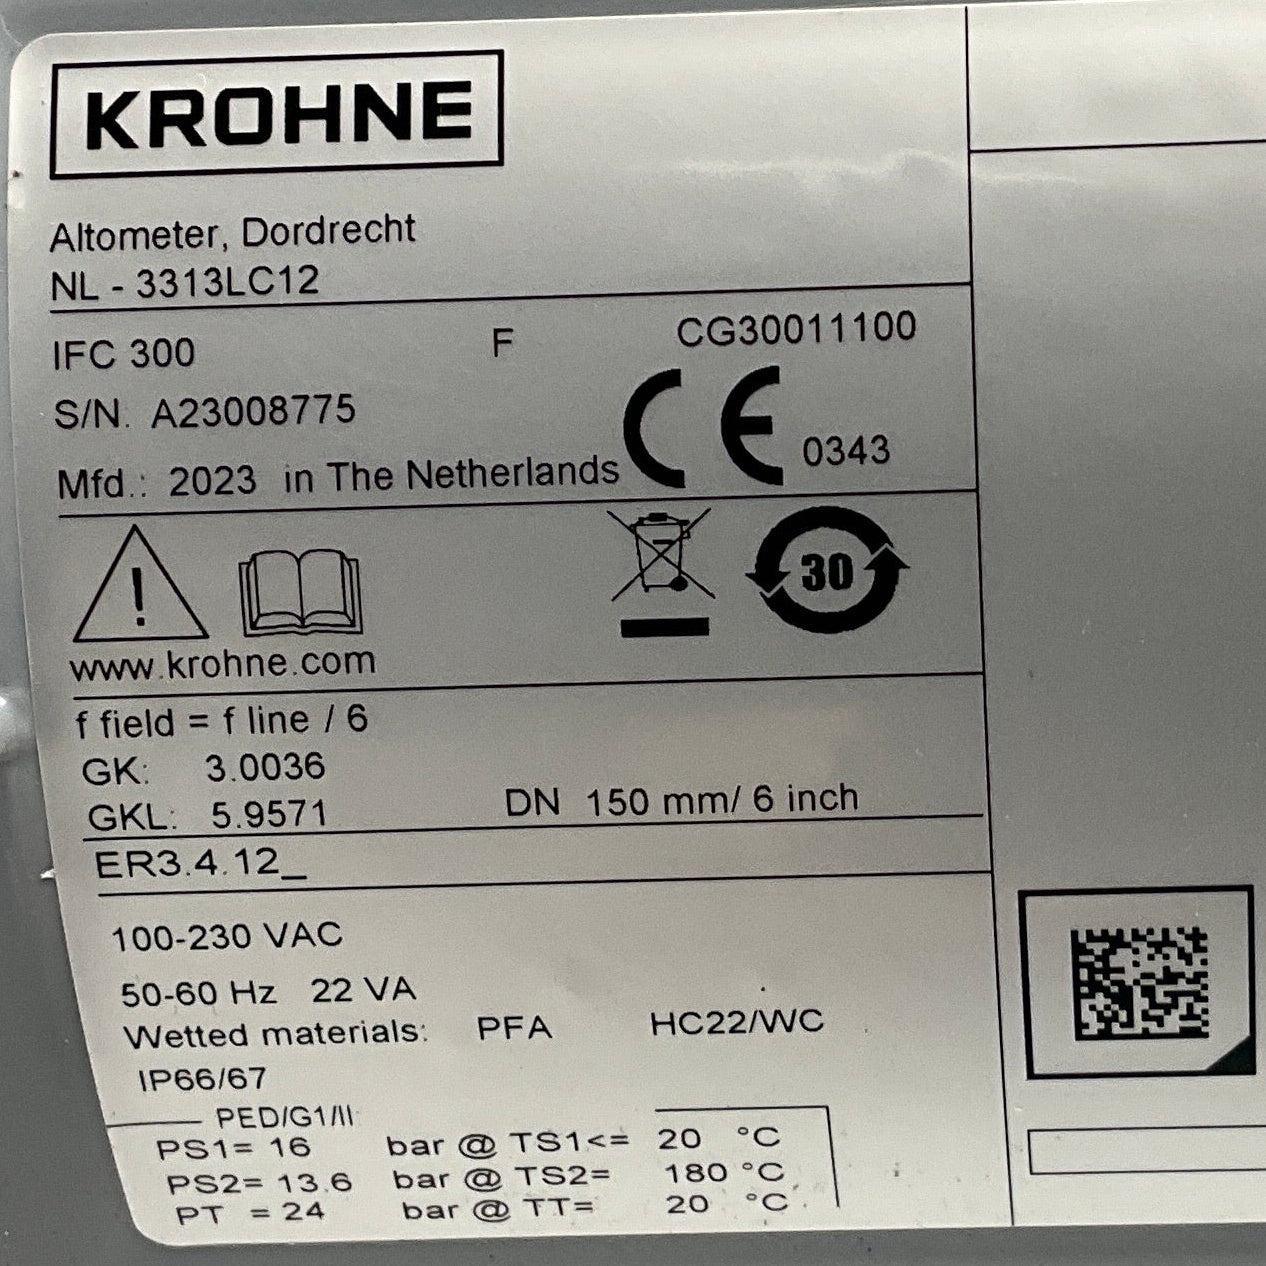 KROHNE
Altometer, Dordrecht
NL - 3313LC12
IFC 300 F CG30011100
S/N. A23008775
CE 0343
Mfd.: 2023 in The Netherlands
30
www.krohne.com
f field = f line / 6
GK: 3.0036
GKL: 5.9571 DN 150 mm/ 6 inch
ER3.4.12_
100-230 VAC
50-60 Hz 22 VA
Wetted materials: PFA HC22/WC
IP66/67
PED/G1/II
PS1= 16 bar @ TS1<= 20 °C
PS2= 13.6 bar @ TS2= 180 °C
PT = 24 bar @ TT= 20 °C